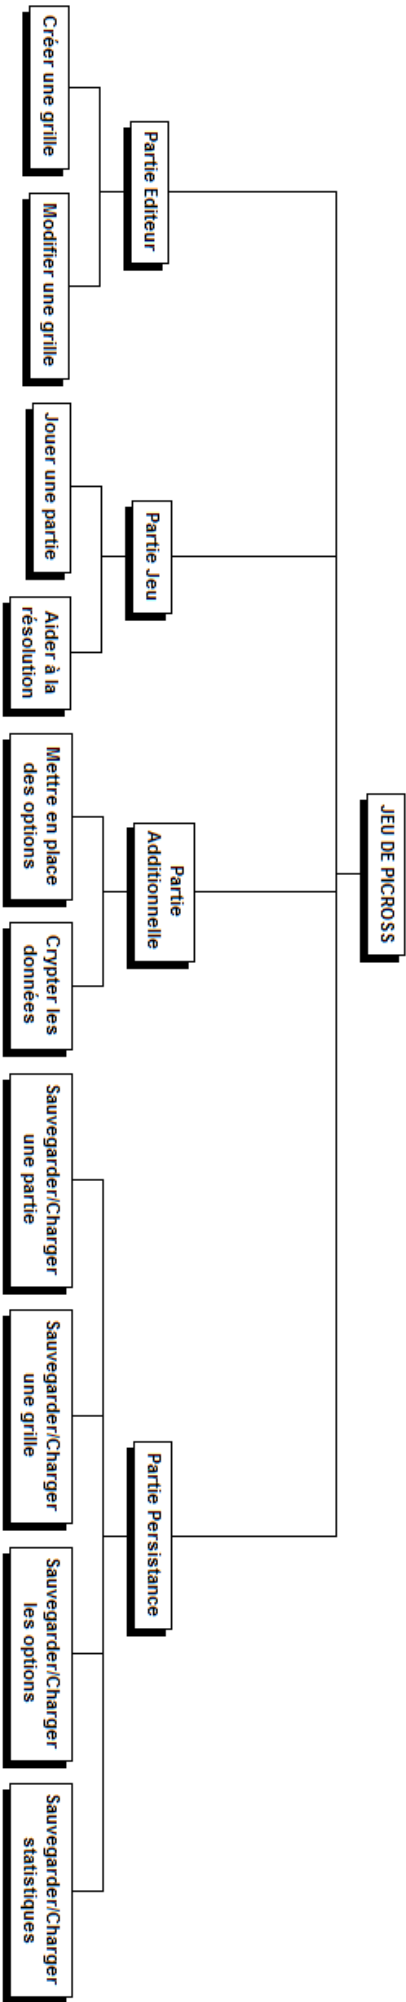 JEU DE PICROSS
Partie Editeur
Partie Jeu
Partie
Additionnelle
Partie Persistance
Créer une grille
Modifier une grille
Jouer une partie
Aider à la
résolution
Mettre en place
des options
Crypter les
données
Sauvegarder/Charger
une partie
Sauvegarder/Charger
une grille
Sauvegarder/Charger
les options
Sauvegarder/Charger
statistiques